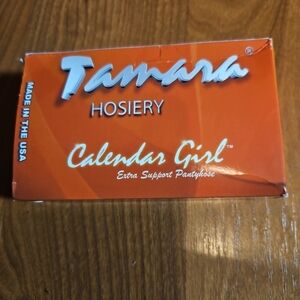 Tamara®
HOSIERY
MADE IN THE USA
Calendar Girl™
Extra Support Pantyhose